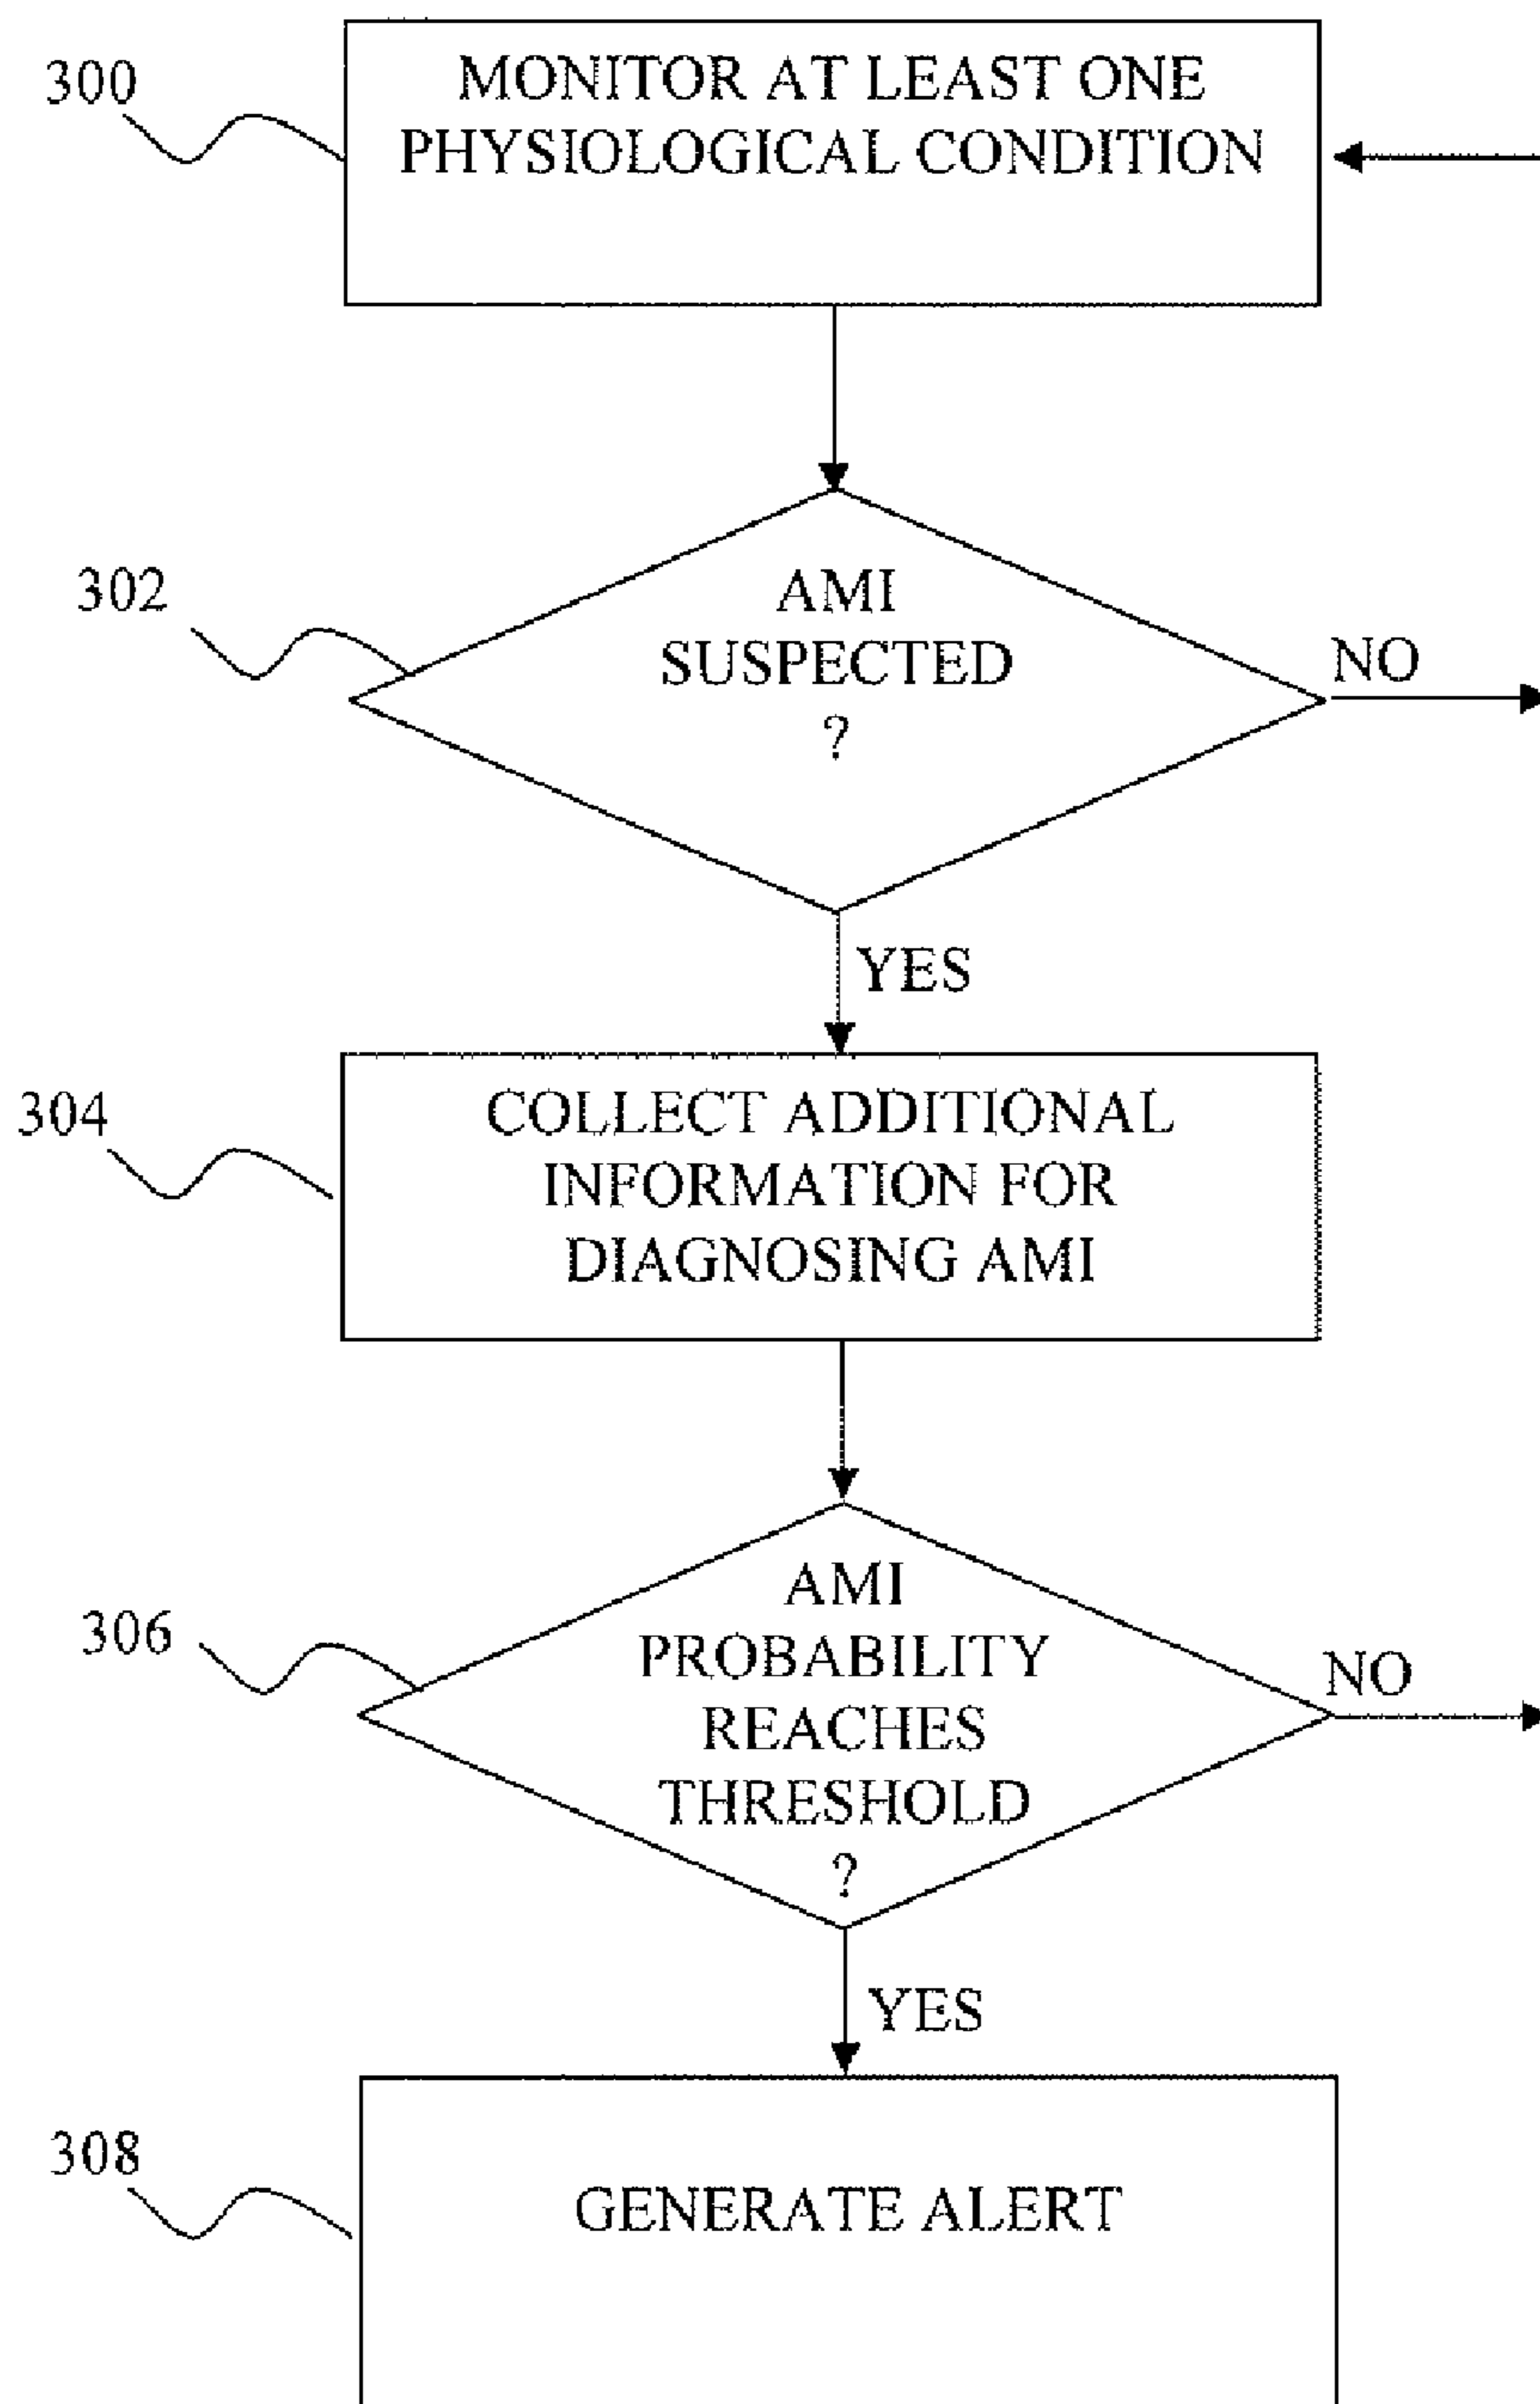 300
MONITOR AT LEAST ONE
PHYSIOLOGICAL CONDITION
302
AMI
SUSPECTED
?
NO
YES
304
COLLECT ADDITIONAL
INFORMATION FOR
DIAGNOSING AMI
306
AMI
PROBABILITY
REACHES
THRESHOLD
?
NO
YES
308
GENERATE ALERT